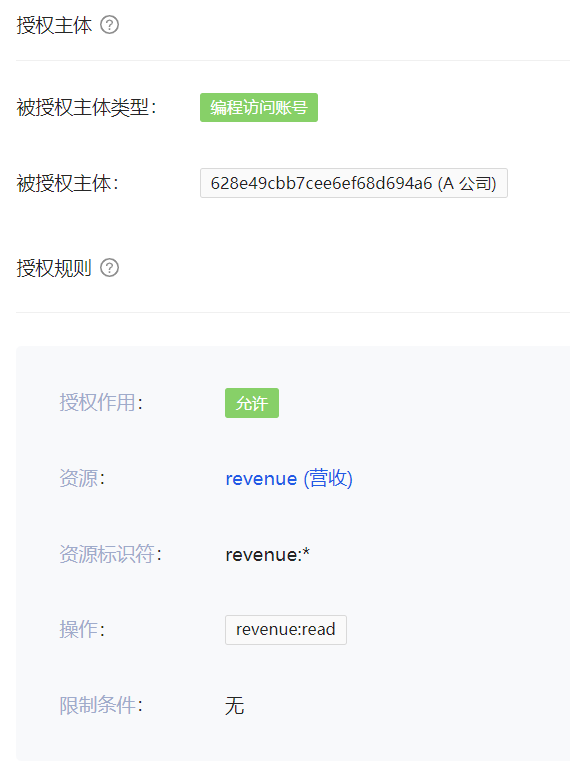 授权主体
被授权主体类型： 编程访问账号
被授权主体： 628e49cbb7cee6ef68d694a6 (A 公司)
授权规则
授权作用： 允许
资源： revenue (营收)
资源标识符： revenue:*
操作： revenue:read
限制条件： 无